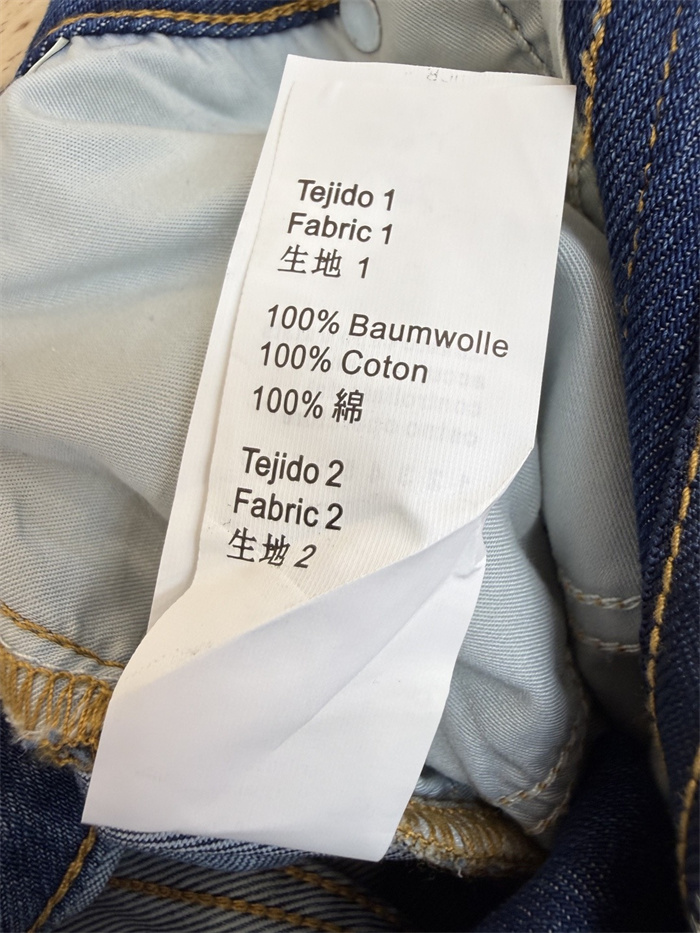 Tejido 1
Fabric 1
生地 1
100% Baumwolle
100% Coton
100% 綿
Tejido 2
Fabric 2
生地 2